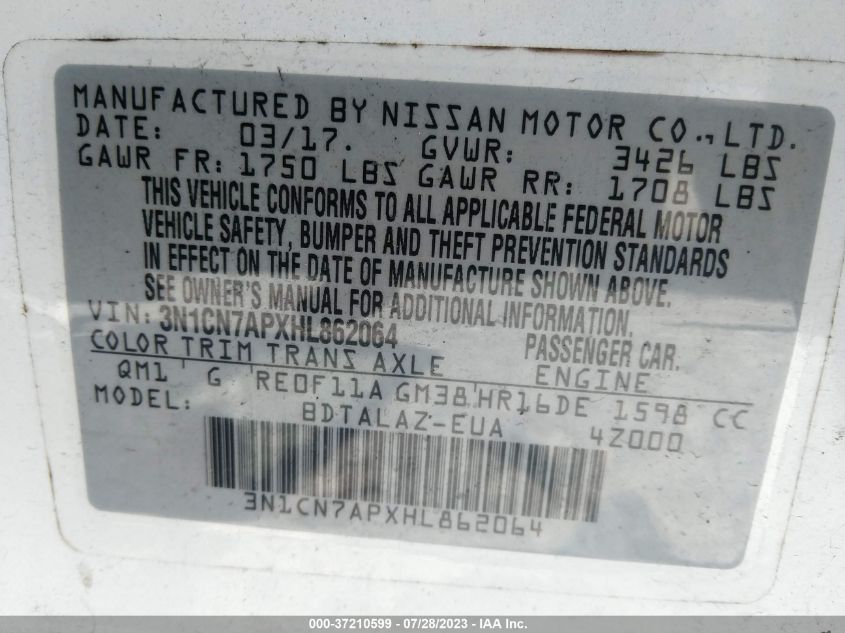 MANUFACTURED BY NISSAN MOTOR CO., LTD.
DATE: 03/17. GVWR: 3426 LBS
GAWR FR: 1750 LBS GAWR RR: 1708 LBS
THIS VEHICLE CONFORMS TO ALL APPLICABLE FEDERAL MOTOR
VEHICLE SAFETY, BUMPER AND THEFT PREVENTION STANDARDS
IN EFFECT ON THE DATE OF MANUFACTURE SHOWN ABOVE.
SEE OWNER'S MANUAL FOR ADDITIONAL INFORMATION.
VIN: 3N1CN7APXHL862064 PASSENGER CAR.
COLOR TRIM TRANS AXLE ENGINE
QM1 G RE0F11A GM38 HR16DE 1598 CC
MODEL: BDTALAZ-EUA 4Z000
3N1CN7APXHL862064
000-37210599 - 07/28/2023 - IAA Inc.